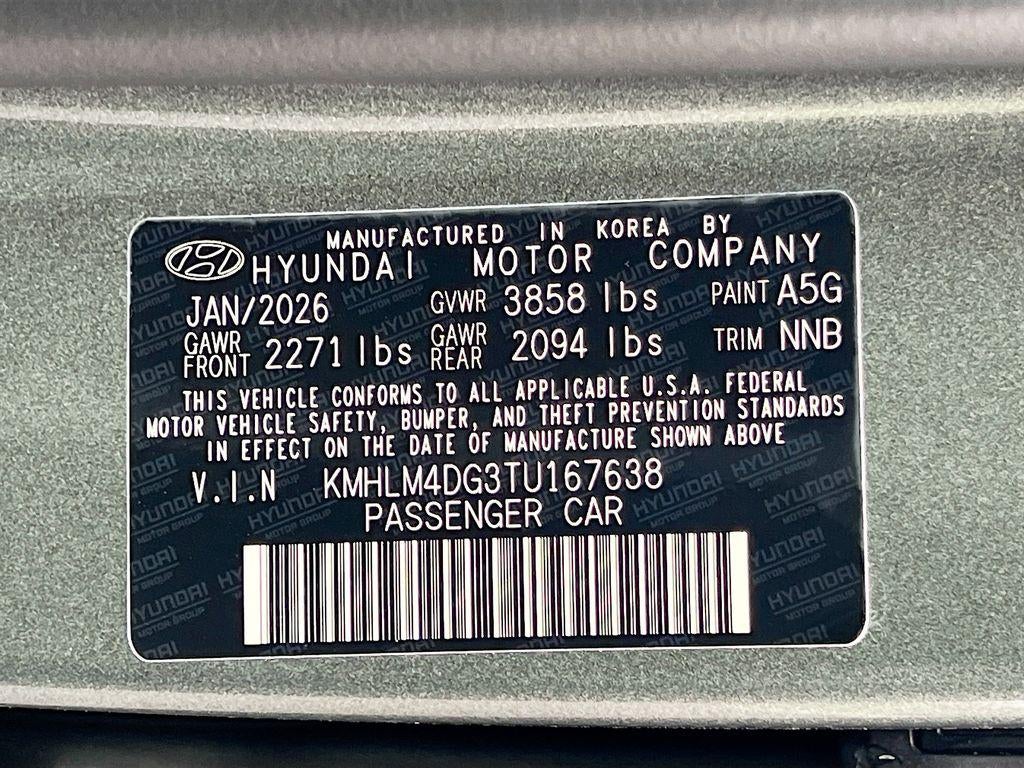 MANUFACTURED IN KOREA BY
HYUNDAI MOTOR COMPANY
JAN/2026 GVWR 3858 lbs PAINT A5G
GAWR FRONT 2271 lbs GAWR REAR 2094 lbs TRIM NNB
THIS VEHICLE CONFORMS TO ALL APPLICABLE U.S.A. FEDERAL
MOTOR VEHICLE SAFETY, BUMPER, AND THEFT PREVENTION STANDARDS
IN EFFECT ON THE DATE OF MANUFACTURE SHOWN ABOVE
V.I.N KMHLM4DG3TU167638
PASSENGER CAR